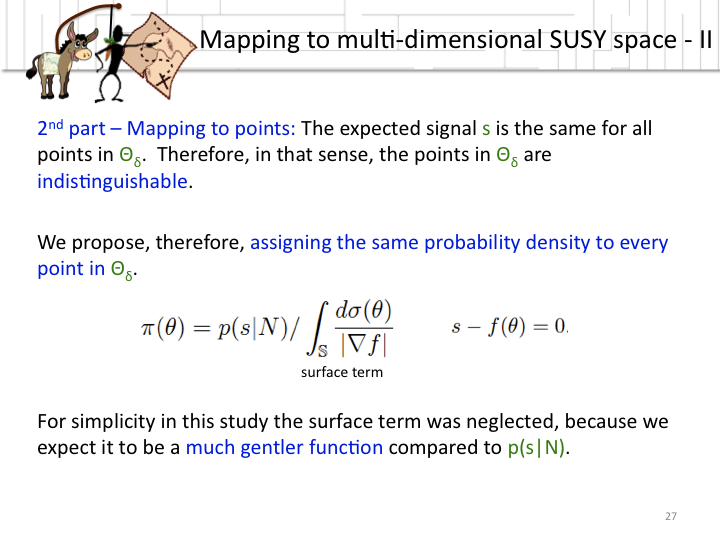 Mapping to multi-dimensional SUSY space - II
2nd part – Mapping to points: The expected signal s is the same for all
points in Θδ. Therefore, in that sense, the points in Θδ are
indistinguishable.
We propose, therefore, assigning the same probability density to every
point in Θδ.
π(θ) = p(s|N)/ ∫𝕊 dσ(θ)/|∇f|   s − f(θ) = 0.
surface term
For simplicity in this study the surface term was neglected, because we
expect it to be a much gentler function compared to p(s|N).
27